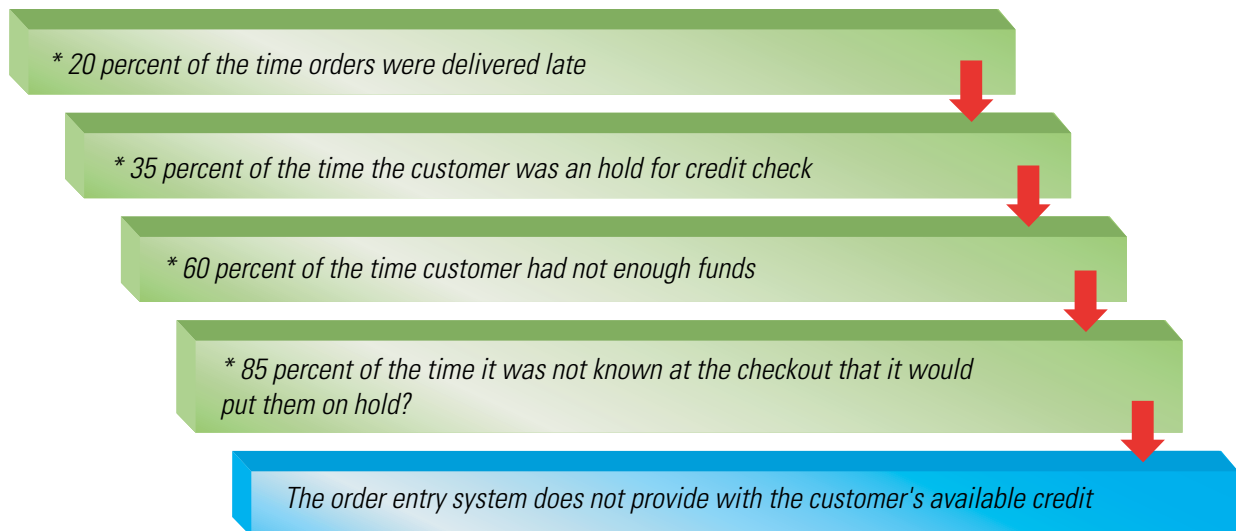 * 20 percent of the time orders were delivered late
* 35 percent of the time the customer was an hold for credit check
* 60 percent of the time customer had not enough funds
* 85 percent of the time it was not known at the checkout that it would
put them on hold?
The order entry system does not provide with the customer's available credit